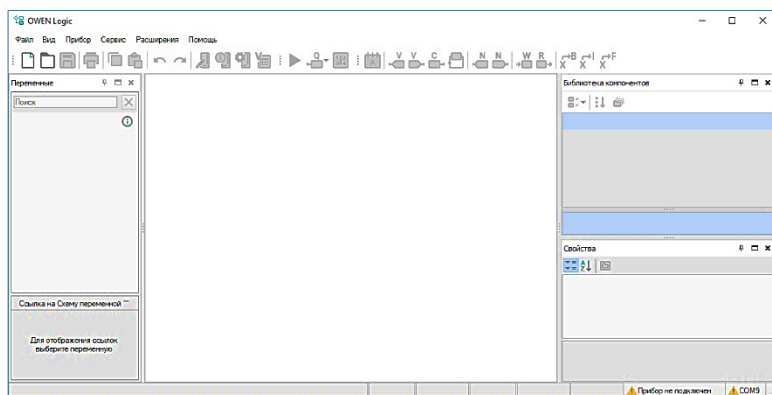 OWEN Logic
Файл Вид Прибор Сервис Расширения Помощь
Переменные
Поиск
Библиотека компонентов
Свойства
Ссылка на Схему переменной
Для отображения ссылок
выберите переменную
Прибор не подключен
COM9